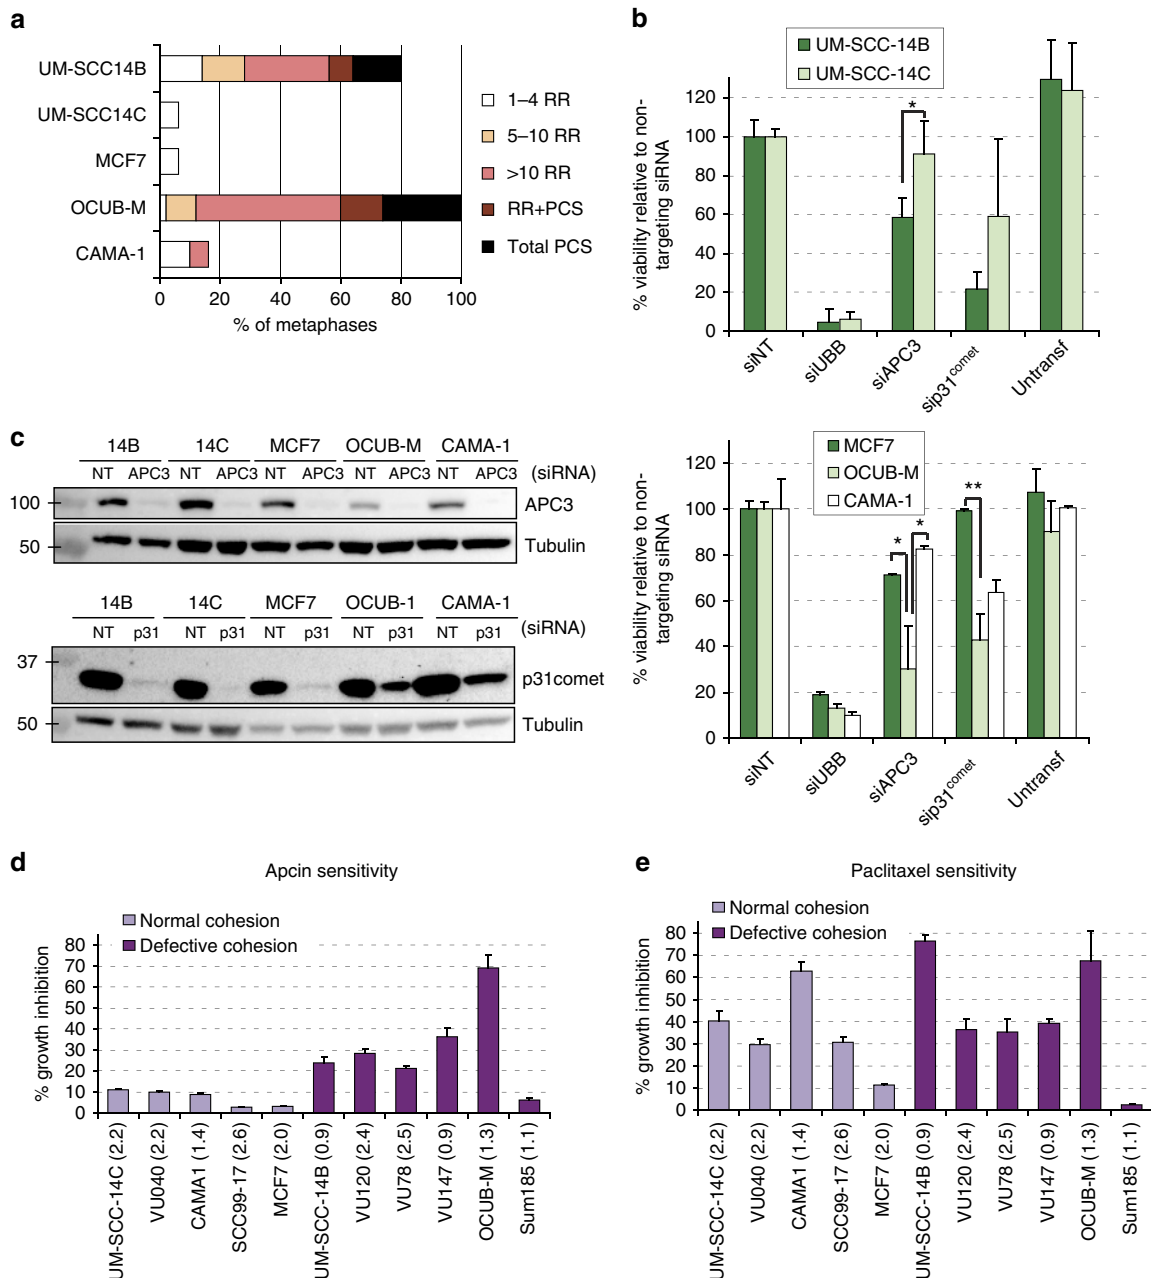 a
UM-SCC14B
UM-SCC14C
MCF7
OCUB-M
CAMA-1
0 20 40 60 80 100
% of metaphases
1–4 RR
5–10 RR
>10 RR
RR+PCS
Total PCS
b
UM-SCC-14B
UM-SCC-14C
% viability relative to non-
targeting siRNA
120
100
80
60
40
20
0
*
siNT siUBB siAPC3 sip31comet Untransf
MCF7
OCUB-M
CAMA-1
% viability relative to non-
targeting siRNA
120
100
80
60
40
20
0
* * **
siNT siUBB siAPC3 sip31comet Untransf
c
14B 14C MCF7 OCUB-M CAMA-1
NT APC3 NT APC3 NT APC3 NT APC3 NT APC3 (siRNA)
100 APC3
50 Tubulin
14B 14C MCF7 OCUB-1 CAMA-1
NT p31 NT p31 NT p31 NT p31 NT p31 (siRNA)
37 p31comet
50 Tubulin
d
Apcin sensitivity
Normal cohesion
Defective cohesion
% growth inhibition
80
70
60
50
40
30
20
10
0
UM-SCC-14C (2.2)
VU040 (2.2)
CAMA1 (1.4)
SCC99-17 (2.6)
MCF7 (2.0)
UM-SCC-14B (0.9)
VU120 (2.4)
VU78 (2.5)
VU147 (0.9)
OCUB-M (1.3)
Sum185 (1.1)
e
Paclitaxel sensitivity
Normal cohesion
Defective cohesion
% growth inhibition
80
70
60
50
40
30
20
10
0
UM-SCC-14C (2.2)
VU040 (2.2)
CAMA1 (1.4)
SCC99-17 (2.6)
MCF7 (2.0)
UM-SCC-14B (0.9)
VU120 (2.4)
VU78 (2.5)
VU147 (0.9)
OCUB-M (1.3)
Sum185 (1.1)